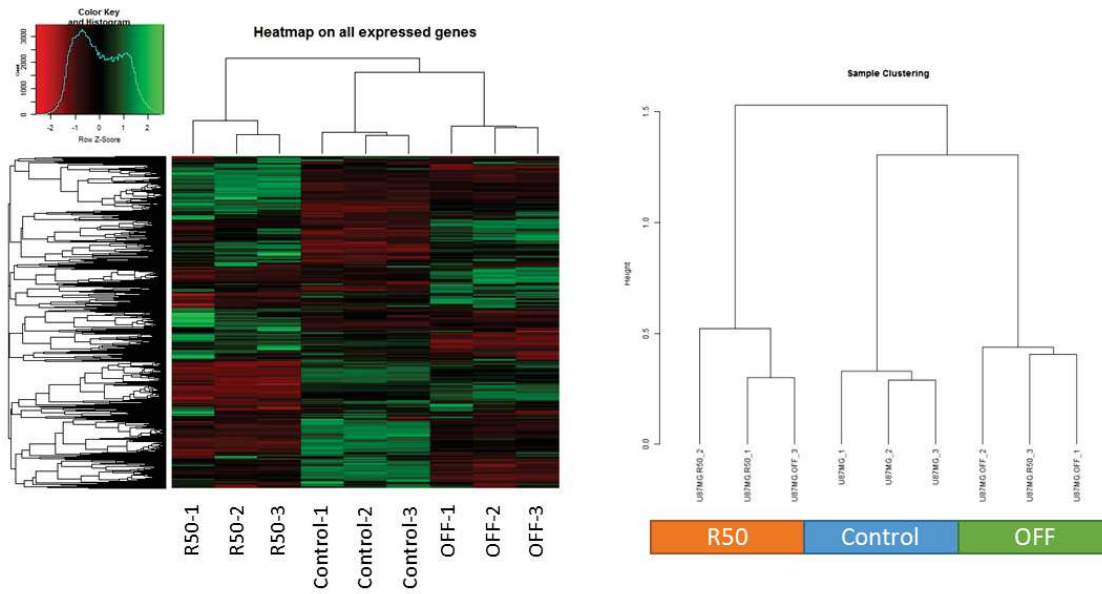 Color Key
and Histogram
Count
0 1000 2000 3000
-2 -1 0 1 2
Row Z-Score
Heatmap on all expressed genes
R50-1
R50-2
R50-3
Control-1
Control-2
Control-3
OFF-1
OFF-2
OFF-3
Sample Clustering
Height
0.0 0.5 1.0 1.5
U87MG.R50_2
U87MG.R50_1
U87MG.OFF_3
U87MG_1
U87MG_2
U87MG_3
U87MG.OFF_2
U87MG.R50_3
U87MG.OFF_1
R50 Control OFF